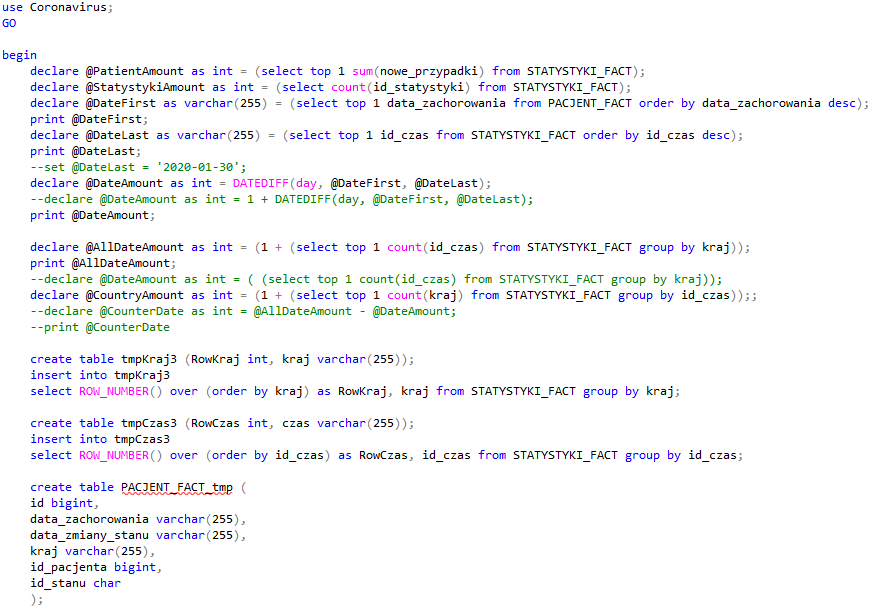 use Coronavirus;
GO

begin
    declare @PatientAmount as int = (select top 1 sum(nowe_przypadki) from STATYSTYKI_FACT);
    declare @StatystykiAmount as int = (select count(id_statystyki) from STATYSTYKI_FACT);
    declare @DateFirst as varchar(255) = (select top 1 data_zachorowania from PACJENT_FACT order by data_zachorowania desc);
    print @DateFirst;
    declare @DateLast as varchar(255) = (select top 1 id_czas from STATYSTYKI_FACT order by id_czas desc);
    print @DateLast;
    --set @DateLast = '2020-01-30';
    declare @DateAmount as int = DATEDIFF(day, @DateFirst, @DateLast);
    --declare @DateAmount as int = 1 + DATEDIFF(day, @DateFirst, @DateLast);
    print @DateAmount;

    declare @AllDateAmount as int = (1 + (select top 1 count(id_czas) from STATYSTYKI_FACT group by kraj));
    print @AllDateAmount;
    --declare @DateAmount as int = ( (select top 1 count(id_czas) from STATYSTYKI_FACT group by kraj));
    declare @CountryAmount as int = (1 + (select top 1 count(kraj) from STATYSTYKI_FACT group by id_czas));;
    --declare @CounterDate as int = @AllDateAmount - @DateAmount;
    --print @CounterDate

    create table tmpKraj3 (RowKraj int, kraj varchar(255));
    insert into tmpKraj3
    select ROW_NUMBER() over (order by kraj) as RowKraj, kraj from STATYSTYKI_FACT group by kraj;

    create table tmpCzas3 (RowCzas int, czas varchar(255));
    insert into tmpCzas3
    select ROW_NUMBER() over (order by id_czas) as RowCzas, id_czas from STATYSTYKI_FACT group by id_czas;

    create table PACJENT_FACT_tmp (
    id bigint,
    data_zachorowania varchar(255),
    data_zmiany_stanu varchar(255),
    kraj varchar(255),
    id_pacjenta bigint,
    id_stanu char
    );